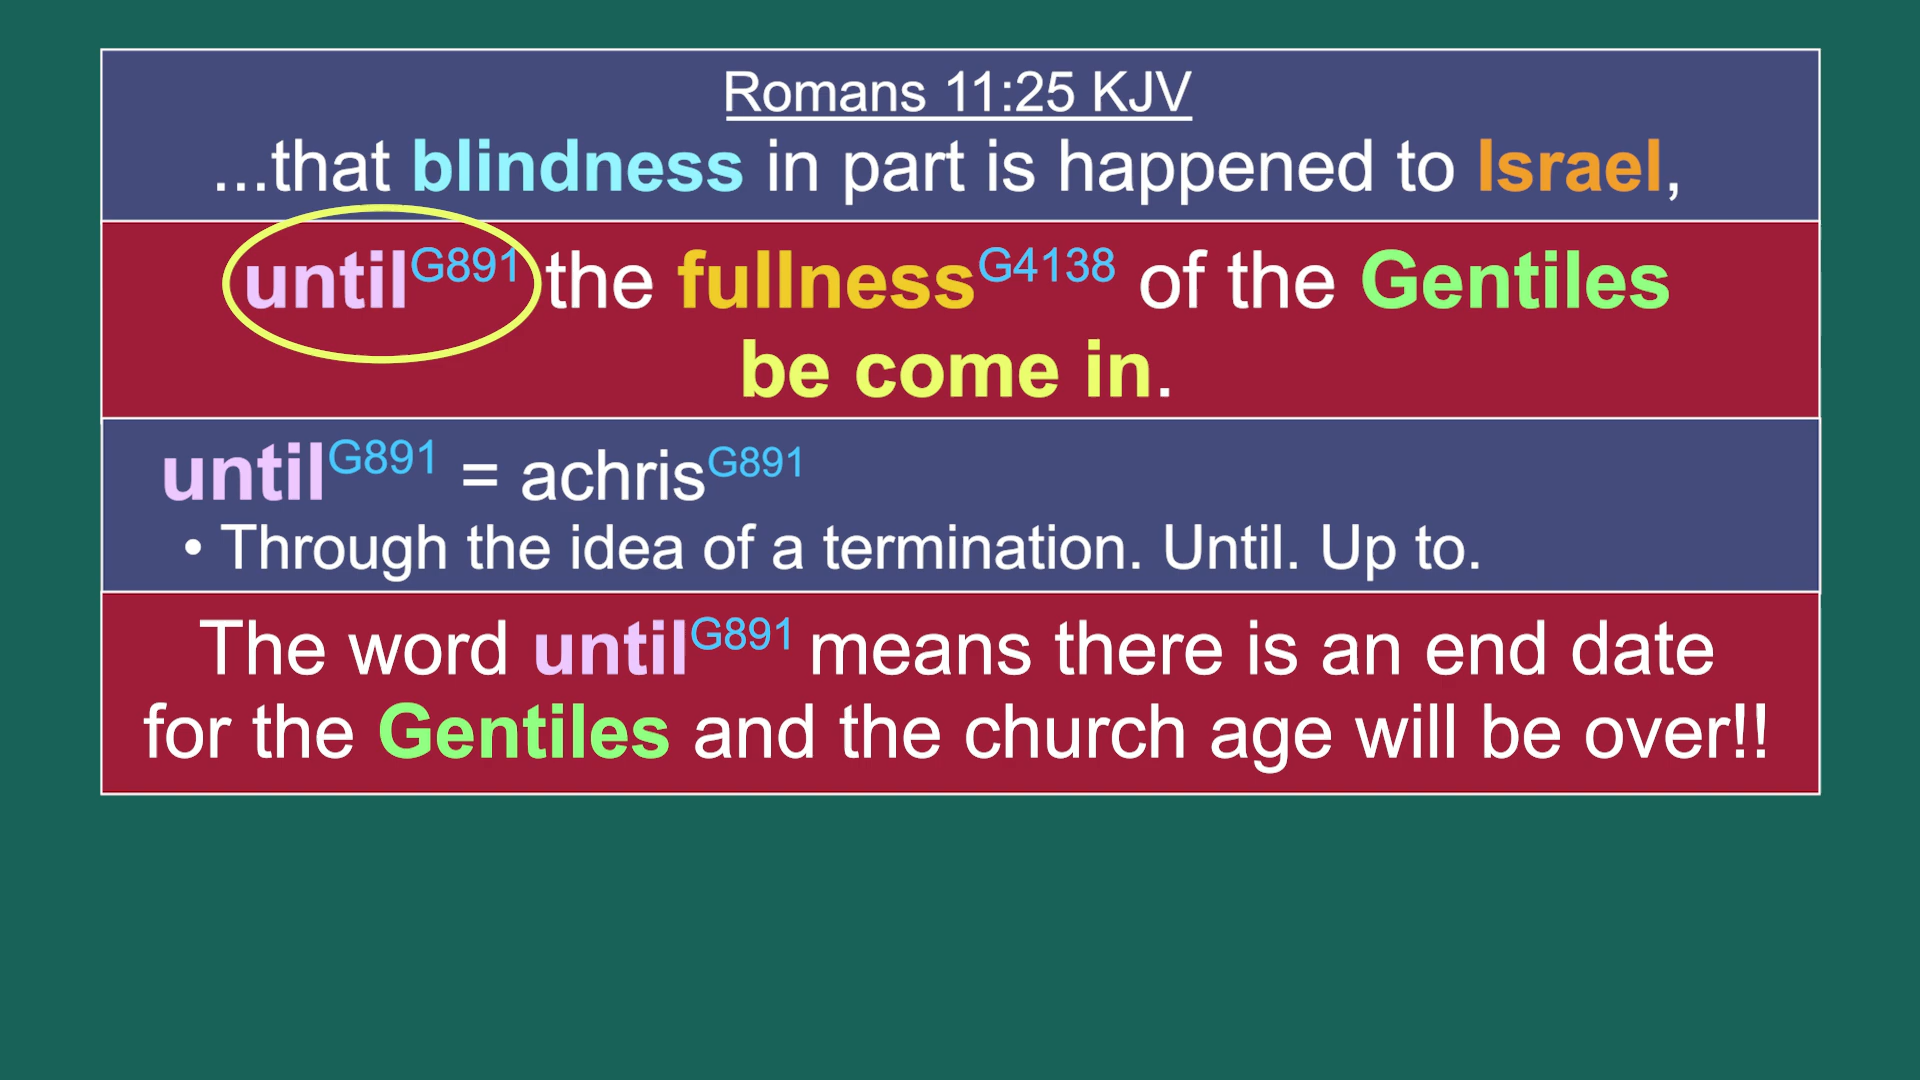 Romans 11:25 KJV
...that blindness in part is happened to Israel,
untilG891 the fullnessG4138 of the Gentiles
be come in.
untilG891 = achrisG891
• Through the idea of a termination. Until. Up to.
The word untilG891 means there is an end date
for the Gentiles and the church age will be over!!